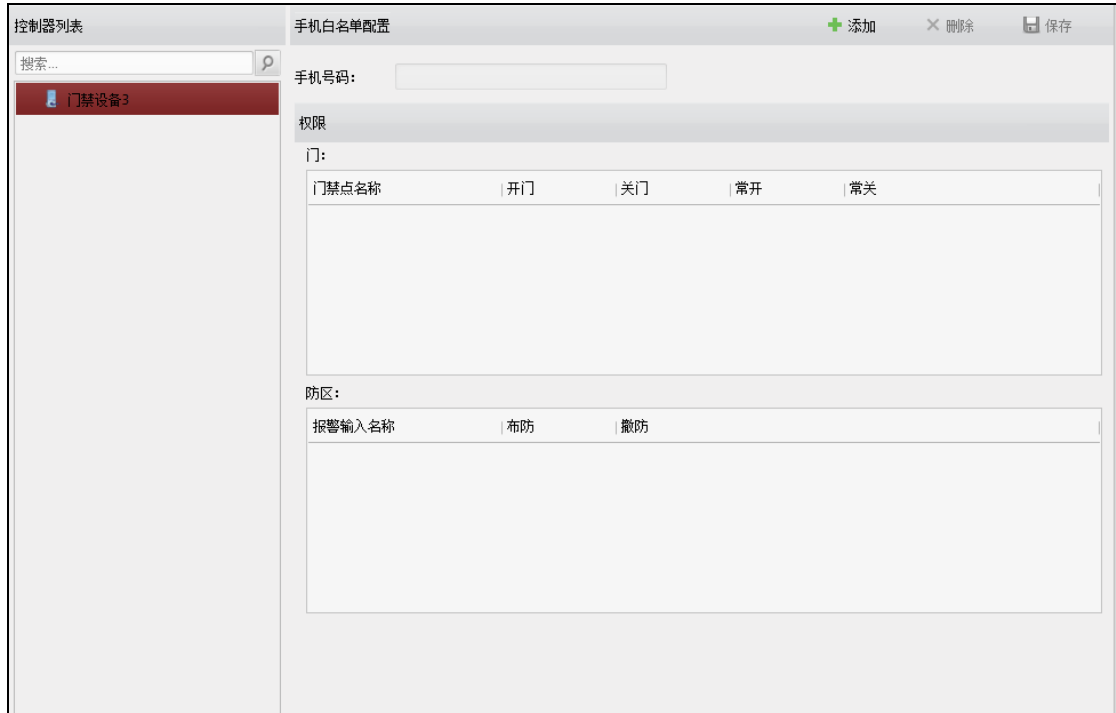 控制器列表
搜索...
门禁设备3
手机白名单配置 添加 删除 保存
手机号码：
权限
门：
门禁点名称 开门 关门 常开 常关
防区：
报警输入名称 布防 撤防